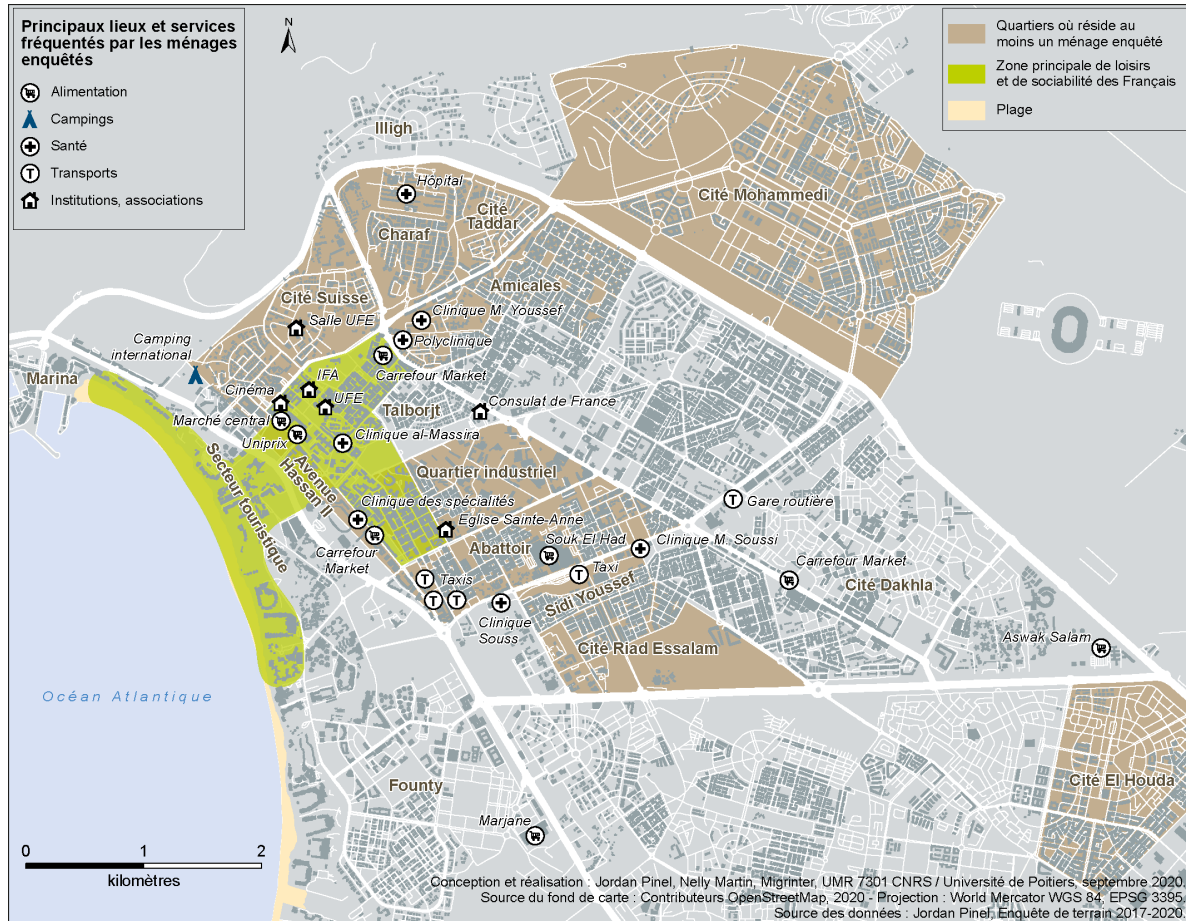 Principaux lieux et services
fréquentés par les ménages
enquêtés
Alimentation
Campings
Santé
T Transports
Institutions, associations
N
Quartiers où réside au
moins un ménage enquêté
Zone principale de loisirs
et de sociabilité des Français
Plage
Illigh
Hôpital
Cité
Taddar
Charaf
Cité Mohammedi
Cité Suisse
Salle UFE
Amicales
Clinique M. Youssef
Polyclinique
Camping
international
Marina
Carrefour Market
IFA
Cinéma
UFE
Talborjt
Consulat de France
Marché central
Uniprix
Clinique al-Massira
Secteur touristique
Avenue
Hassan II
Quartier industriel
Clinique des spécialités
Eglise Sainte-Anne
Gare routière
T
Abattoir
Souk El Had
Clinique M. Soussi
Carrefour
Market
Taxi
T
Carrefour Market
Cité Dakhla
T
Taxis
T
T
Sidi Youssef
Clinique
Souss
Cité Riad Essalam
Aswak Salam
Océan Atlantique
Founty
Cité El Houda
Marjane
0 1 2
kilomètres
Conception et réalisation : Jordan Pinel, Nelly Martin, Migrinter, UMR 7301 CNRS / Université de Poitiers, septembre 2020.
Source du fond de carte : Contributeurs OpenStreetMap, 2020 - Projection : World Mercator WGS 84, EPSG 3395.
Source des données : Jordan Pinel, Enquête de terrain 2017-2020.